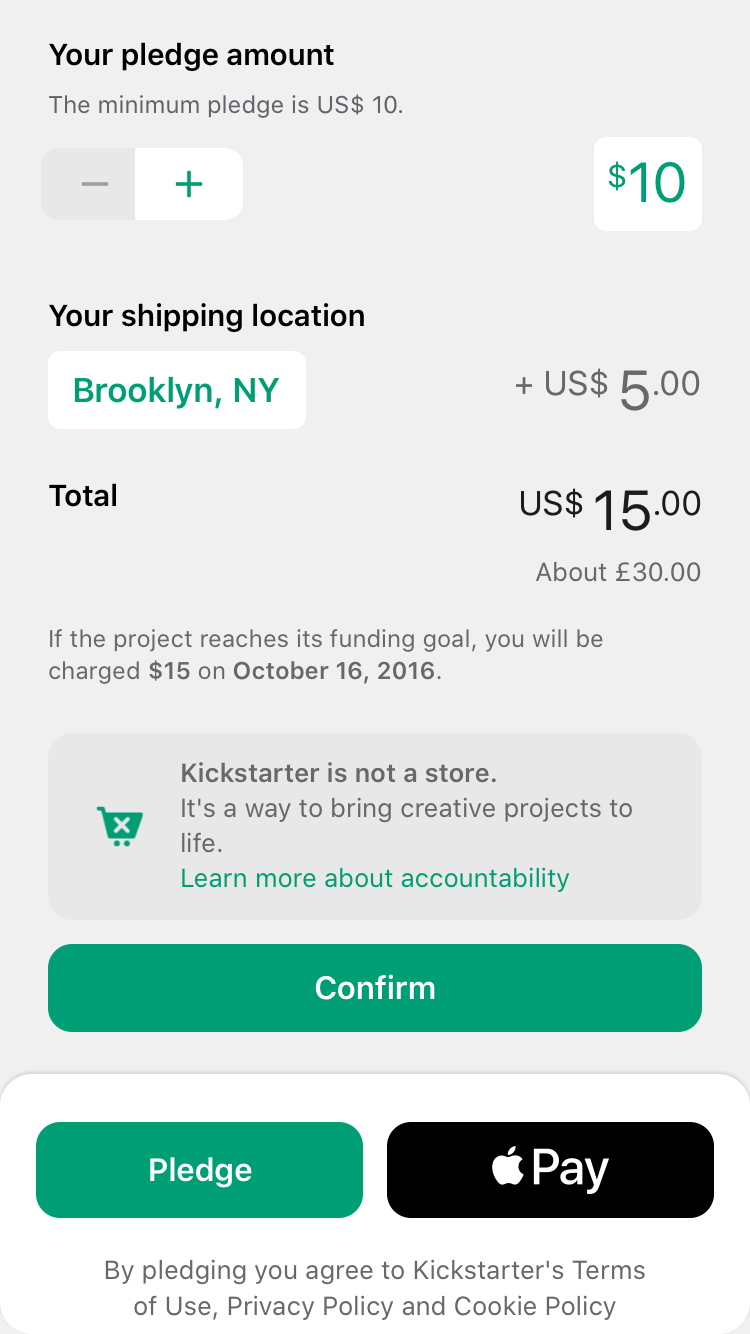 Your pledge amount
The minimum pledge is US$ 10.
− +
$10
Your shipping location
Brooklyn, NY
+ US$ 5.00
Total
US$ 15.00
About £30.00
If the project reaches its funding goal, you will be
charged $15 on October 16, 2016.
Kickstarter is not a store.
It's a way to bring creative projects to
life.
Learn more about accountability
Confirm
Pledge
Pay
By pledging you agree to Kickstarter's Terms
of Use, Privacy Policy and Cookie Policy